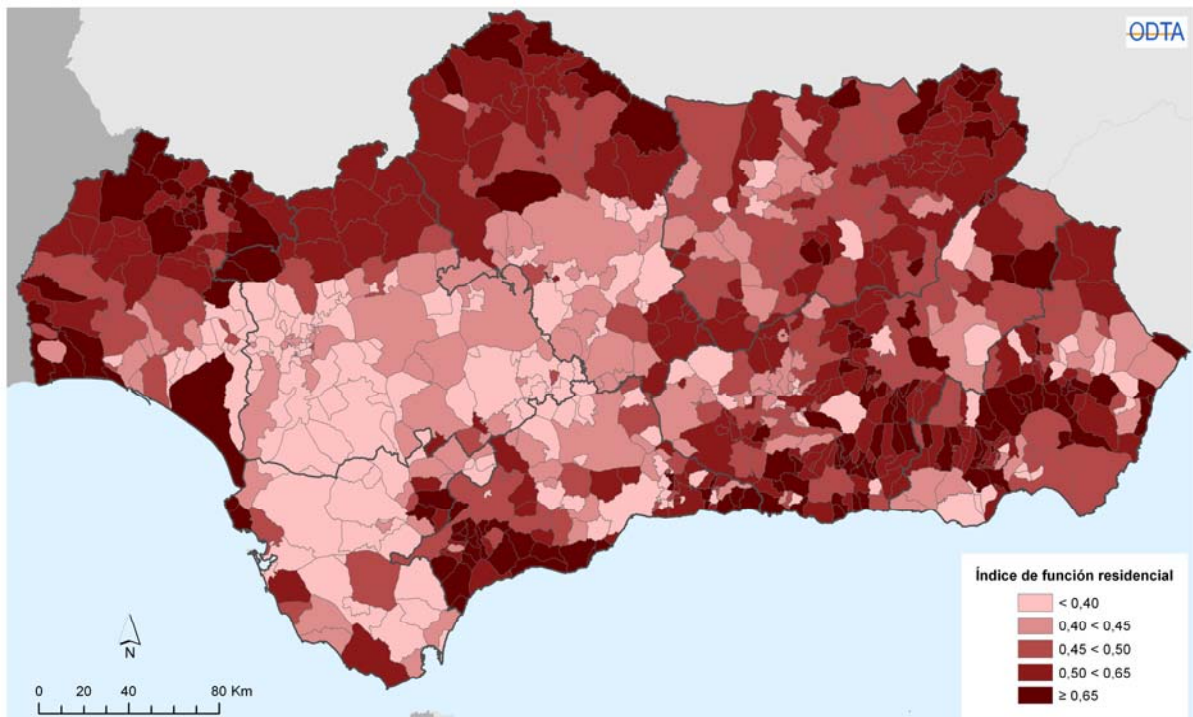 ODTA
Índice de función residencial
< 0,40
0,40 < 0,45
0,45 < 0,50
0,50 < 0,65
≥ 0,65
N
0 20 40 80 Km